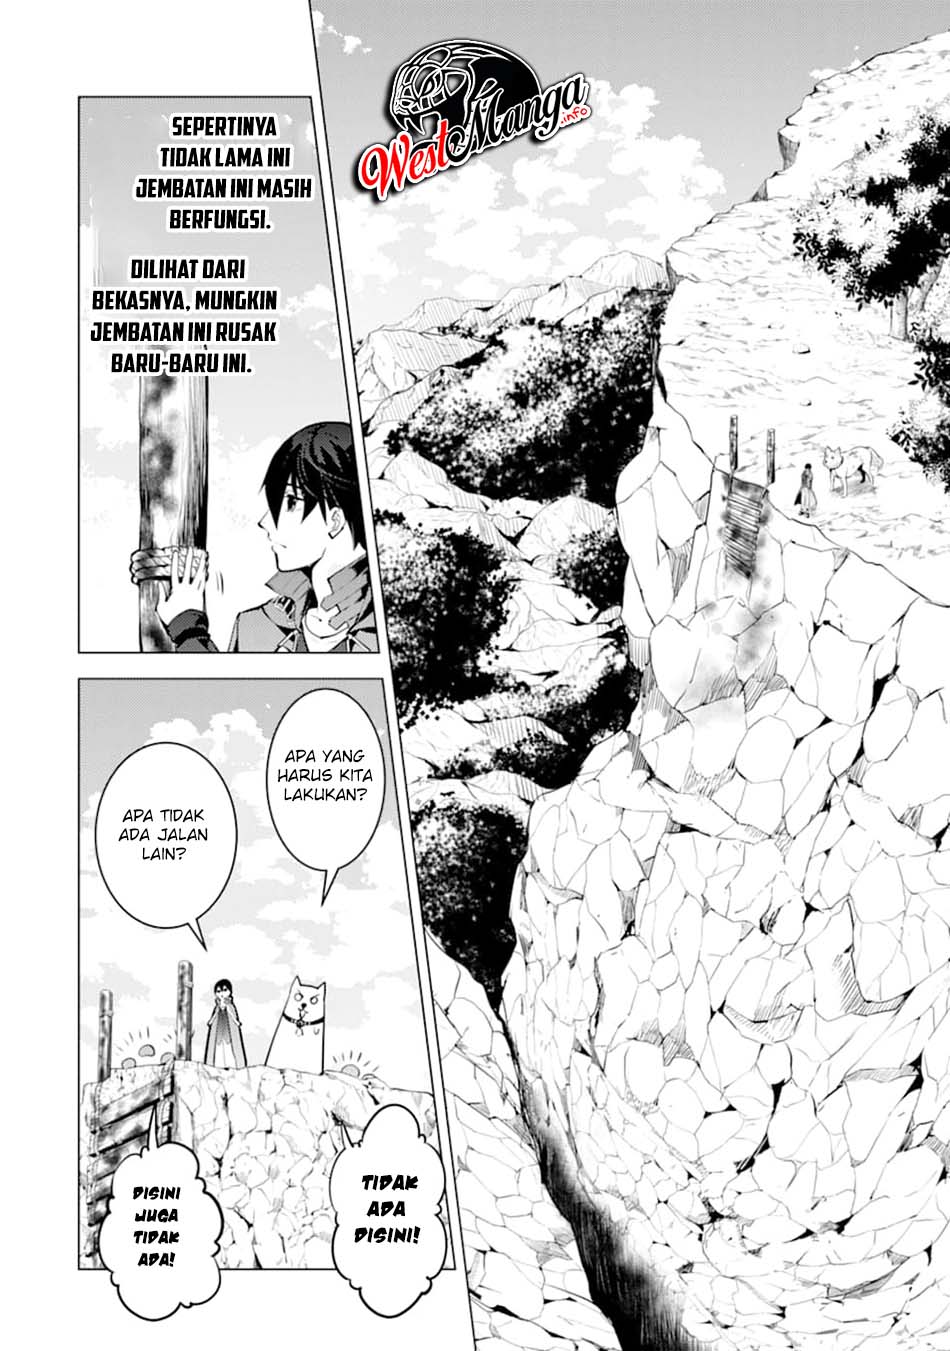 WestManga.info
SEPERTINYA
TIDAK LAMA INI
JEMBATAN INI MASIH
BERFUNGSI.
DILIHAT DARI
BEKASNYA, MUNGKIN
JEMBATAN INI RUSAK
BARU-BARU INI.
APA YANG
HARUS KITA
LAKUKAN?
APA TIDAK
ADA JALAN
LAIN?
TIDAK
ADA
DISINI!
DISINI
JUGA
TIDAK
ADA!